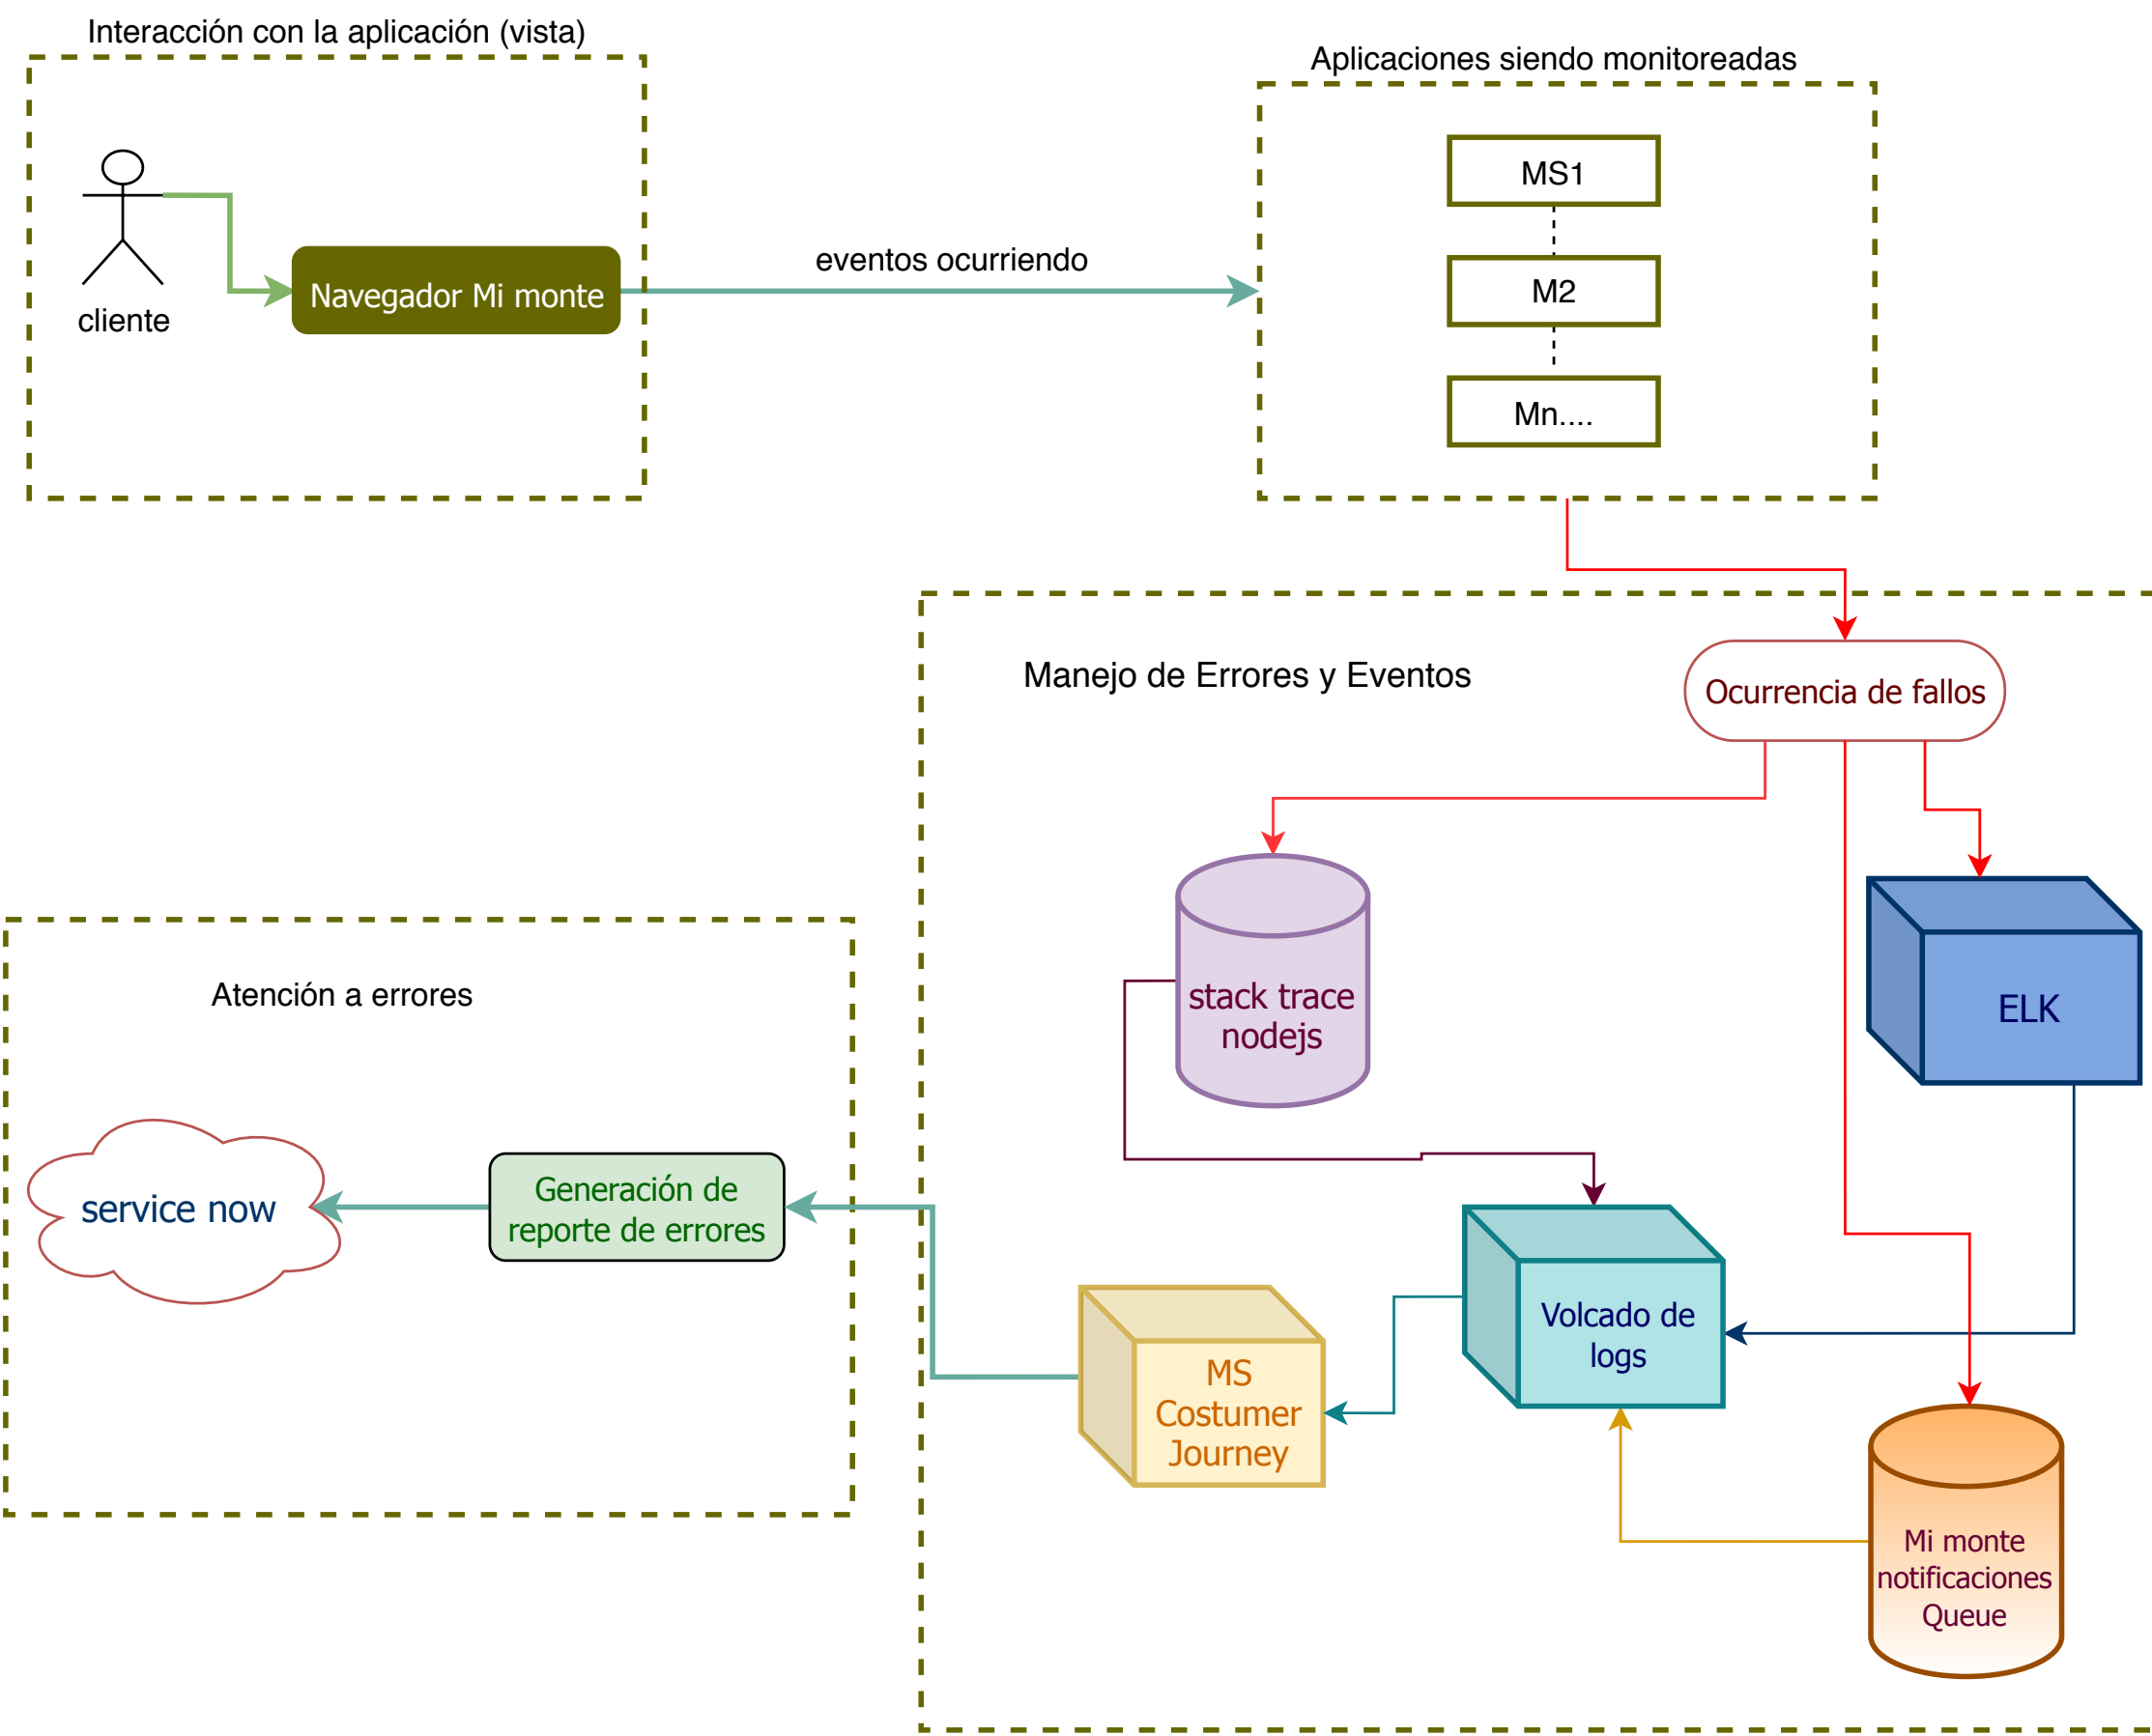 Interacción con la aplicación (vista)
Aplicaciones siendo monitoreadas
MS1
eventos ocurriendo
M2
Navegador Mi monte
cliente
Mn....
Manejo de Errores y Eventos
Ocurrencia de fallos
stack trace
nodejs
ELK
Atención a errores
service now
Generación de
reporte de errores
Volcado de
logs
MS
Costumer
Journey
Mi monte
notificaciones
Queue